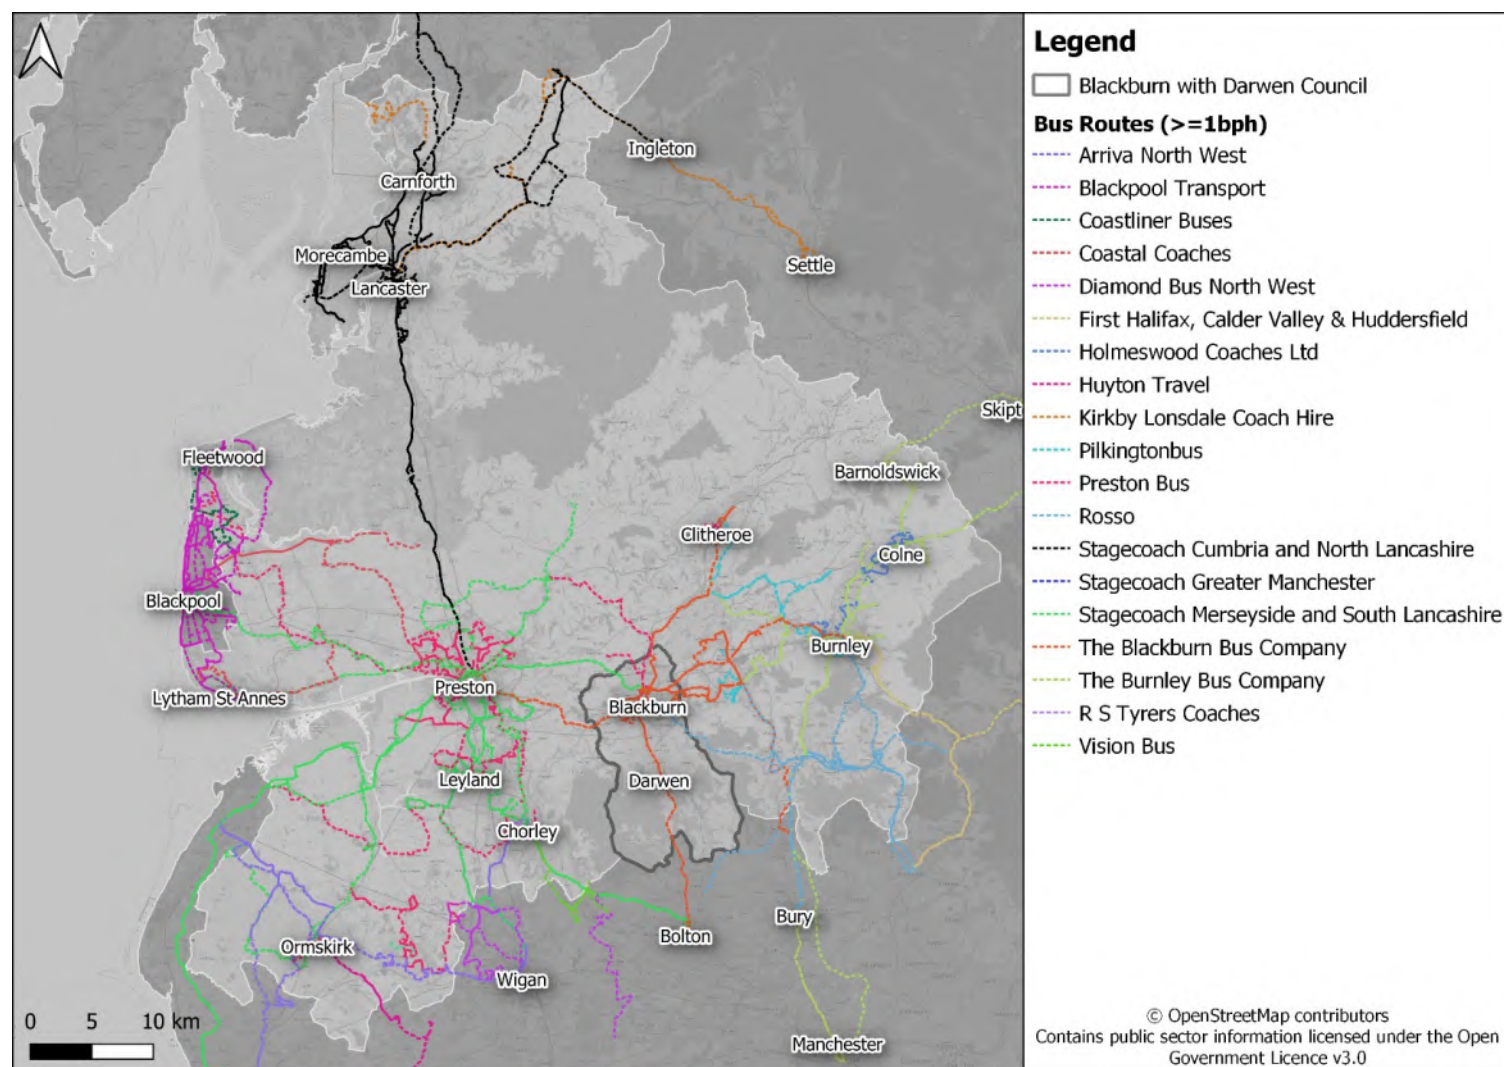 Ingleton
Carnforth
Morecambe
Lancaster
Settle
Skipt
Fleetwood
Barnoldswick
Clitheroe
Colne
Blackpool
Burnley
Lytham St Annes
Preston
Blackburn
Leyland
Darwen
Chorley
Bury
Bolton
Ormskirk
Wigan
Manchester
0 5 10 km
Legend
Blackburn with Darwen Council
Bus Routes (>=1bph)
Arriva North West
Blackpool Transport
Coastliner Buses
Coastal Coaches
Diamond Bus North West
First Halifax, Calder Valley & Huddersfield
Holmeswood Coaches Ltd
Huyton Travel
Kirkby Lonsdale Coach Hire
Pilkingtonbus
Preston Bus
Rosso
Stagecoach Cumbria and North Lancashire
Stagecoach Greater Manchester
Stagecoach Merseyside and South Lancashire
The Blackburn Bus Company
The Burnley Bus Company
R S Tyrers Coaches
Vision Bus
© OpenStreetMap contributors
Contains public sector information licensed under the Open
Government Licence v3.0